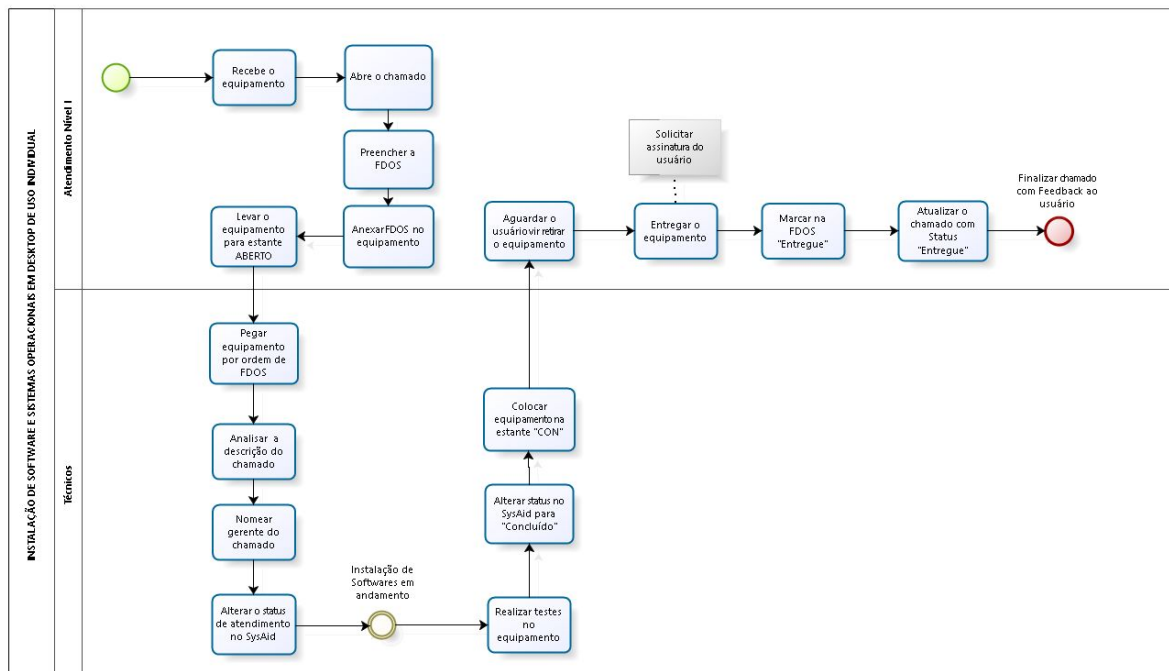 INSTALAÇÃO DE SOFTWARE E SISTEMAS OPERACIONAIS EM DESKTOP DE USO INDIVIDUAL
Atendimento Nível I
Recebe o
equipamento
Abre o chamado
Preencher a
FDOS
AnexarFDOS no
equipamento
Levar o
equipamento
para estante
ABERTO
Aguardar o
usuário vir retirar
o equipamento
Solicitar
assinatura do
usuário
Entregar o
equipamento
Marcar na
FDOS
"Entregue"
Atualizar o
chamado com
Status
"Entregue"
Finalizar chamado
com Feedback ao
usuário
Técnicos
Pegar
equipamento
por ordem de
FDOS
Analisar a
descrição do
chamado
Nomear
gerente do
chamado
Alterar o status
de atendimento
no SysAid
Instalação de
Softwares em
andamento
Realizar testes
no
equipamento
Alterar status no
SysAid para
"Concluído"
Colocar
equipamento na
estante "CON"